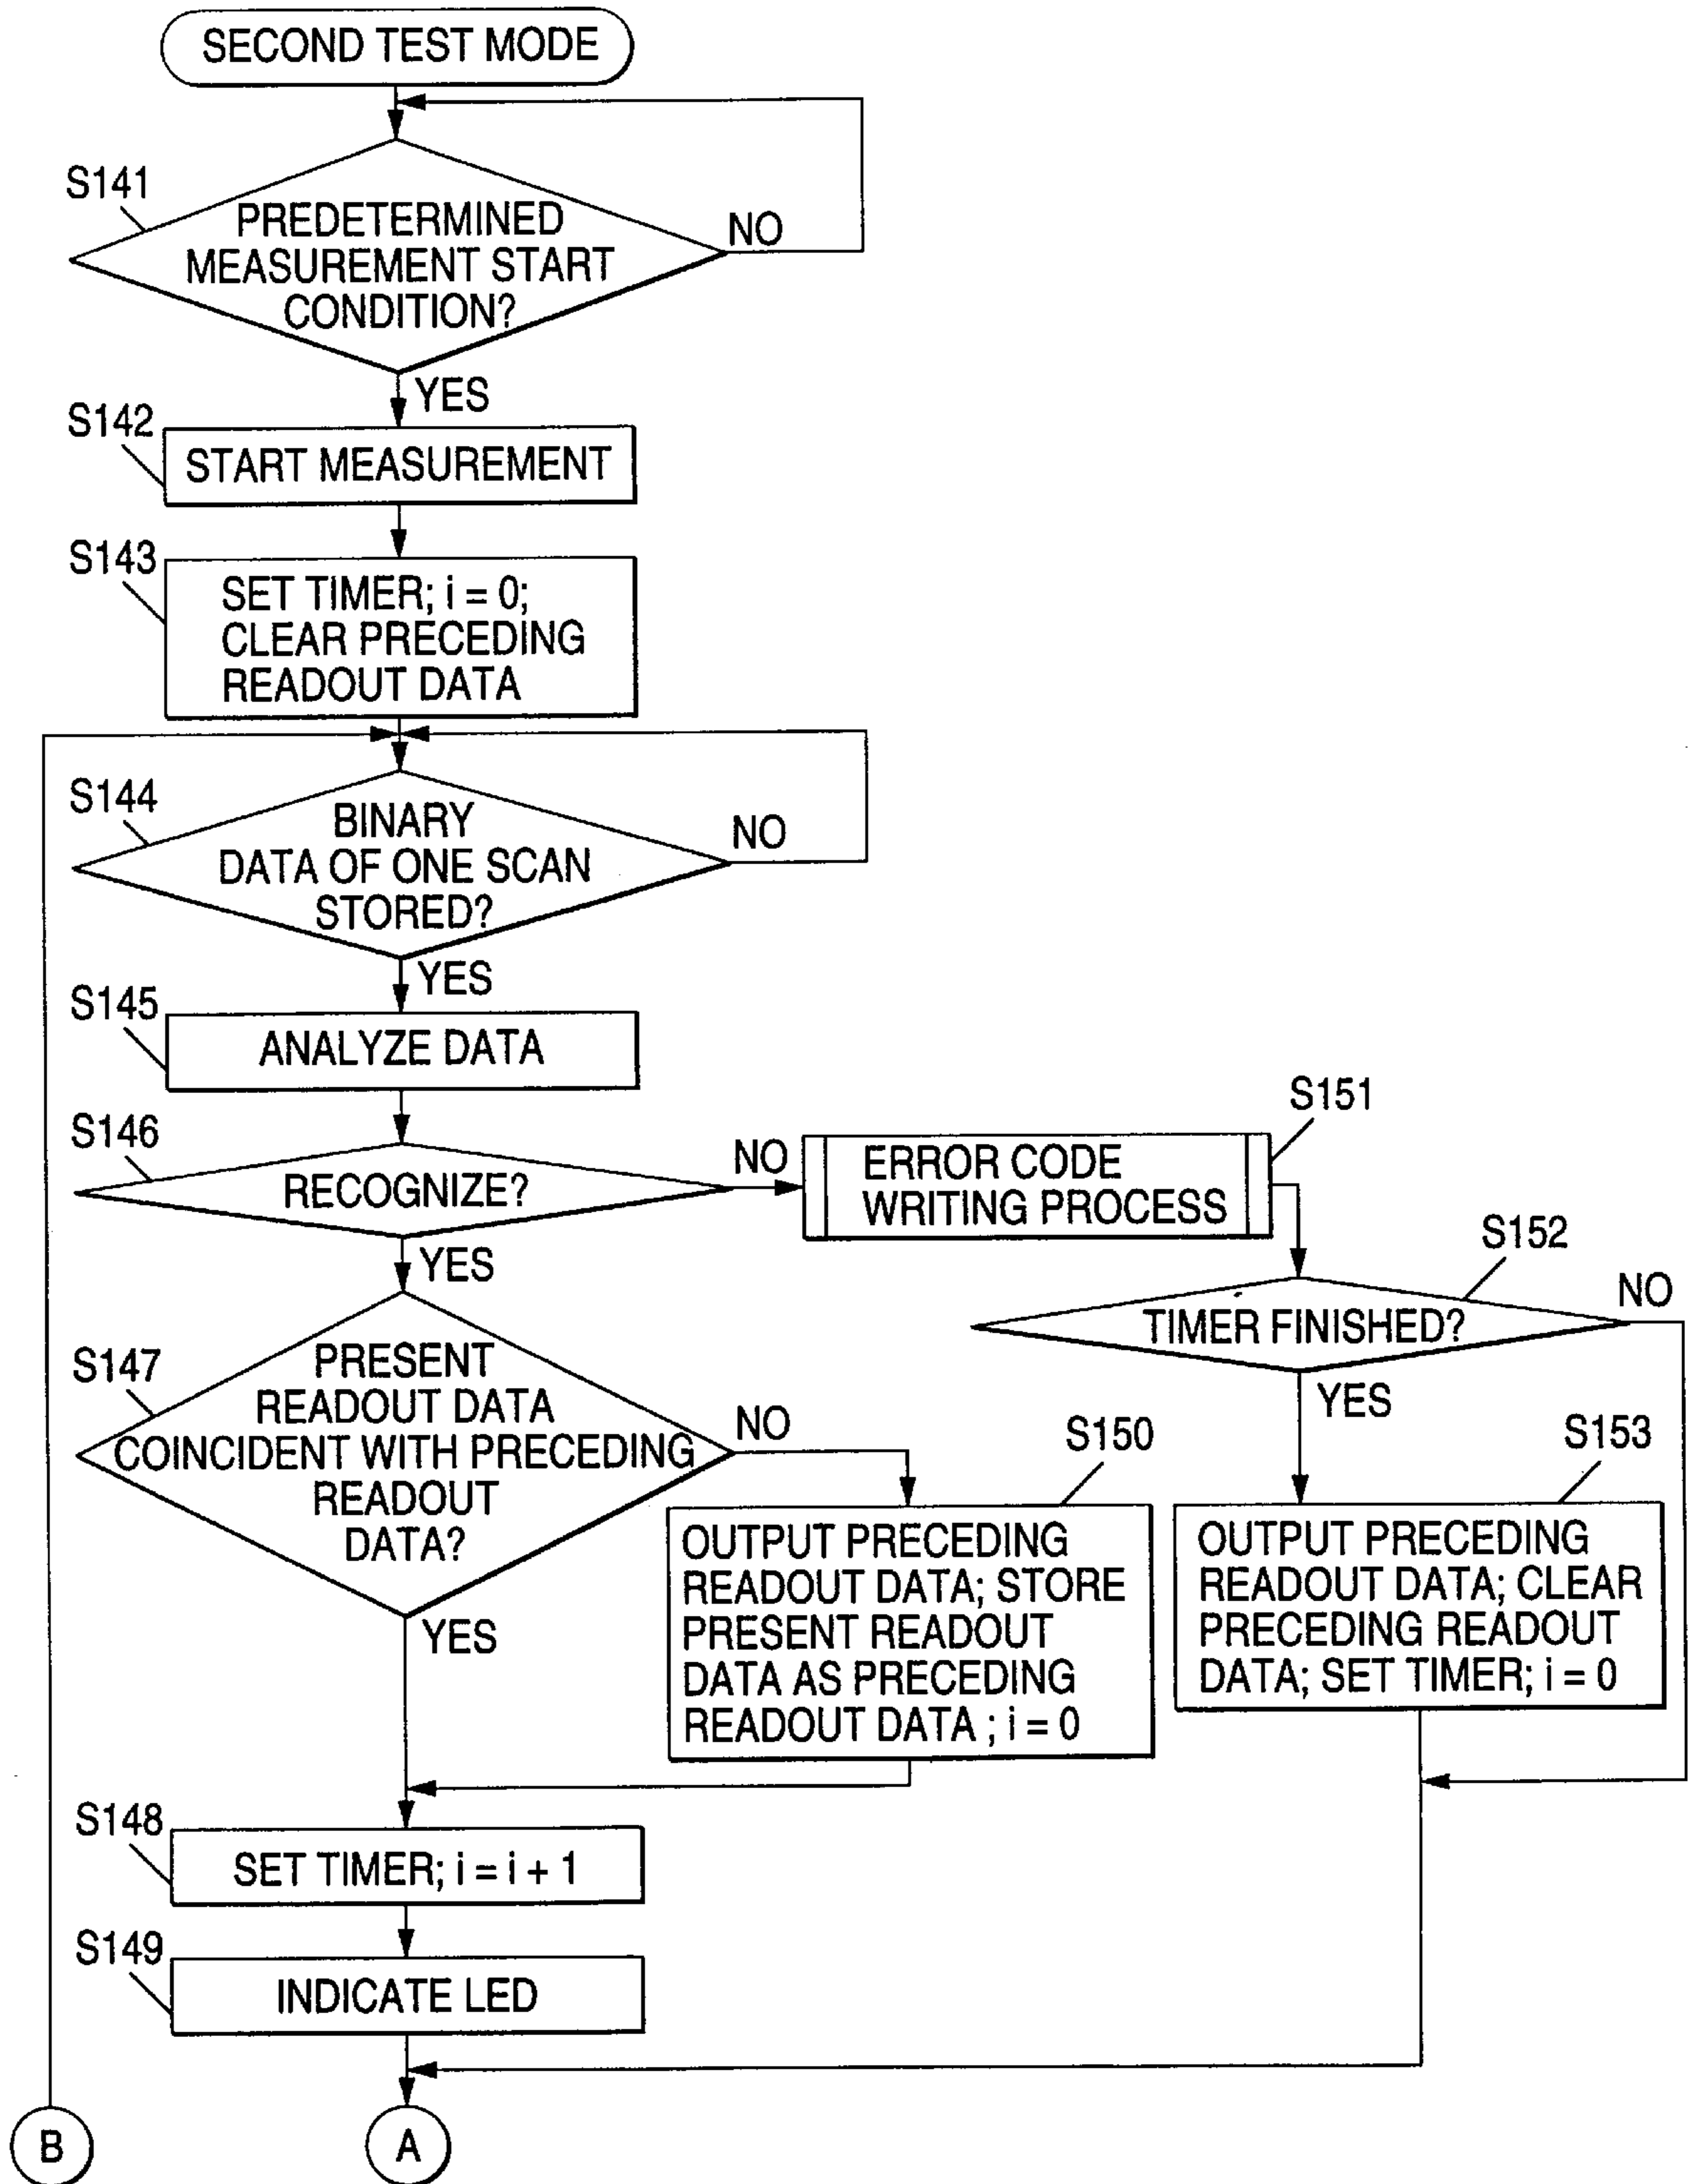 SECOND TEST MODE
S141
PREDETERMINED
MEASUREMENT START
CONDITION?
NO
YES
S142
START MEASUREMENT
S143
SET TIMER; i = 0;
CLEAR PRECEDING
READOUT DATA
S144
BINARY
DATA OF ONE SCAN
STORED?
NO
YES
S145
ANALYZE DATA
S146
RECOGNIZE?
NO
YES
S151
ERROR CODE
WRITING PROCESS
S152
TIMER FINISHED?
NO
YES
S147
PRESENT
READOUT DATA
COINCIDENT WITH PRECEDING
READOUT
DATA?
NO
YES
S150
OUTPUT PRECEDING
READOUT DATA; STORE
PRESENT READOUT
DATA AS PRECEDING
READOUT DATA ; i = 0
S153
OUTPUT PRECEDING
READOUT DATA; CLEAR
PRECEDING READOUT
DATA; SET TIMER; i = 0
S148
SET TIMER; i = i + 1
S149
INDICATE LED
B
A